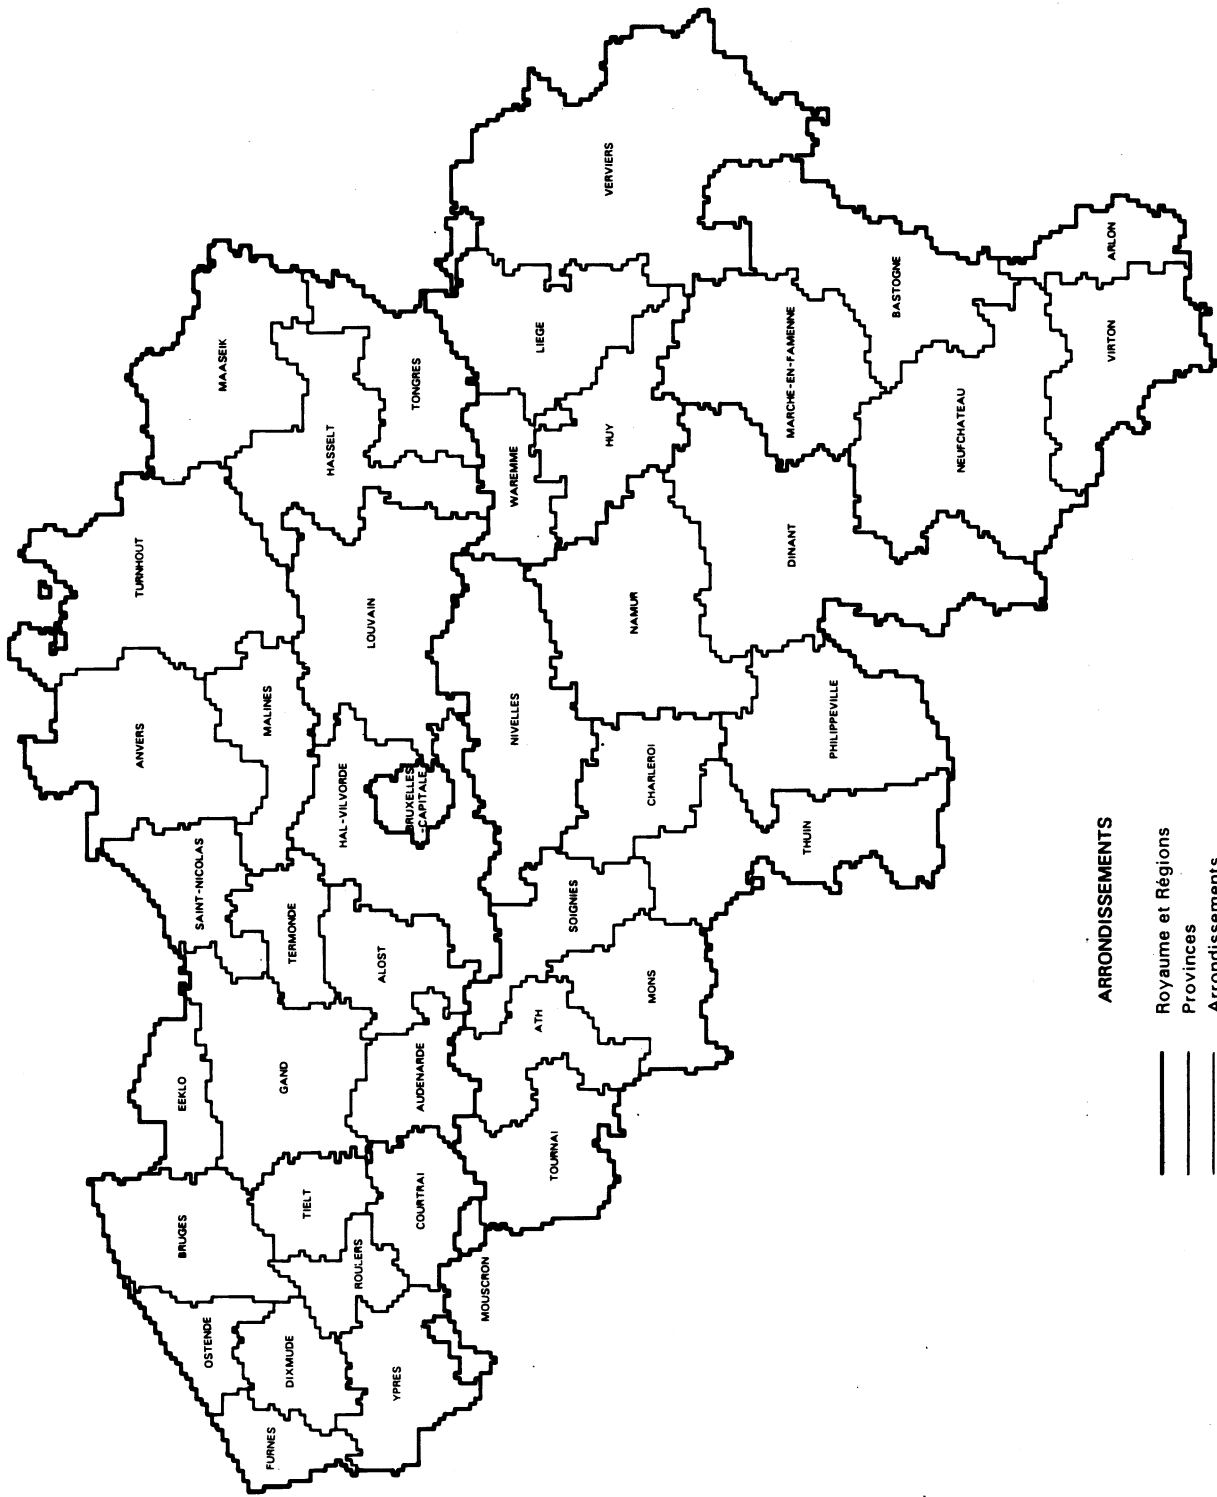 BRUGES
OSTENDE
FURNES
DIXMUDE
YPRES
ROULERS
TIELT
COURTRAI
MOUSCRON
EEKLO
GAND
AUDENARDE
TOURNAI
ATH
SAINT-NICOLAS
TERMONDE
ALOST
SOIGNIES
MONS
ANVERS
MALINES
HAL-VILVORDE
BRUXELLES
-CAPITALE
TURNHOUT
LOUVAIN
NIVELLES
CHARLEROI
THUIN
PHILIPPEVILLE
NAMUR
DINANT
MAASEIK
HASSELT
TONGRES
WAREMME
HUY
LIEGE
VERVIERS
MARCHE-EN-FAMENNE
BASTOGNE
NEUFCHATEAU
VIRTON
ARLON
ARRONDISSEMENTS
Royaume et Régions
Provinces
Arrondissements